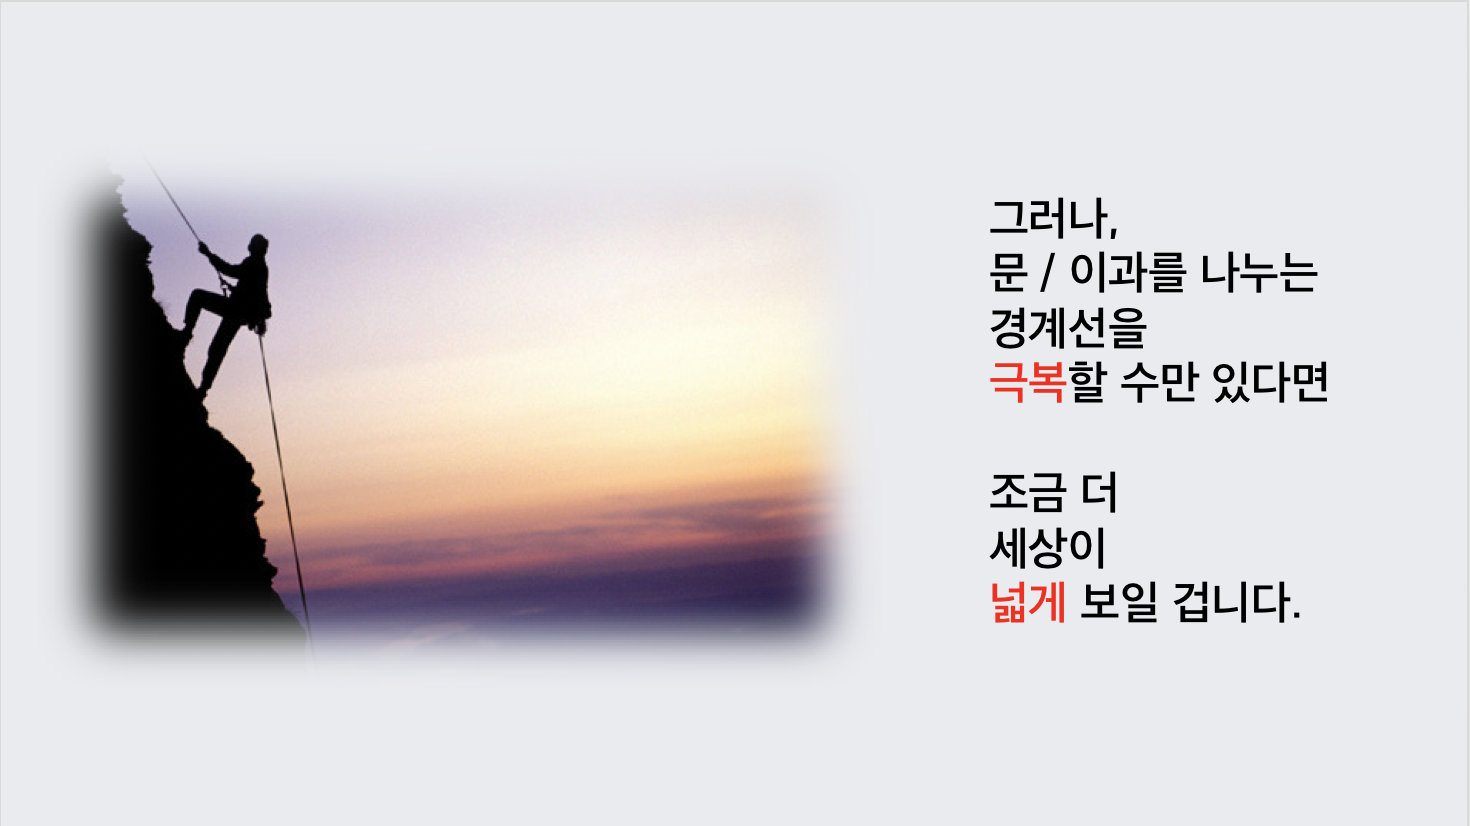 그러나,
문 / 이과를 나누는
경계선을
극복할 수만 있다면
조금 더
세상이
넓게 보일 겁니다.